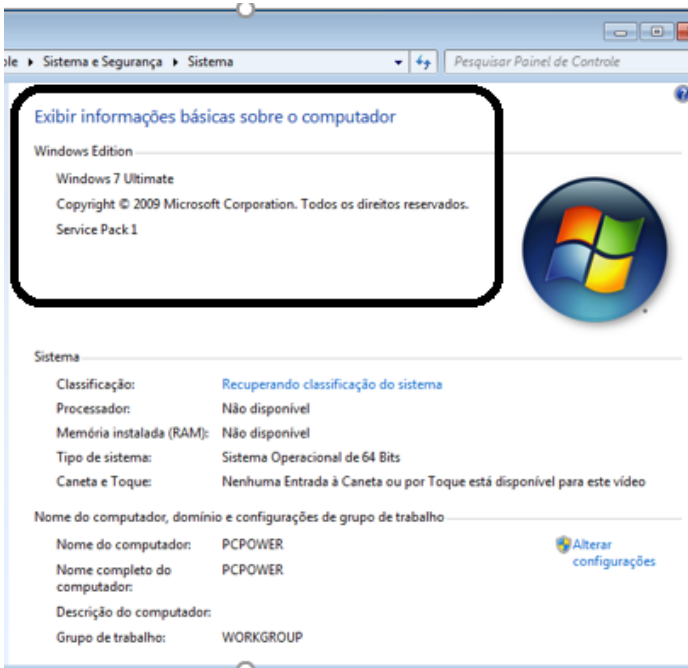 ole ▸ Sistema e Segurança ▸ Sistema
Pesquisar Painel de Controle
Exibir informações básicas sobre o computador
Windows Edition
Windows 7 Ultimate
Copyright © 2009 Microsoft Corporation. Todos os direitos reservados.
Service Pack 1
Sistema
Classificação: Recuperando classificação do sistema
Processador: Não disponível
Memória instalada (RAM): Não disponível
Tipo de sistema: Sistema Operacional de 64 Bits
Caneta e Toque: Nenhuma Entrada à Caneta ou por Toque está disponível para este vídeo
Nome do computador, domínio e configurações de grupo de trabalho
Nome do computador: PCPOWER
Alterar
configurações
Nome completo do
computador: PCPOWER
Descrição do computador:
Grupo de trabalho: WORKGROUP